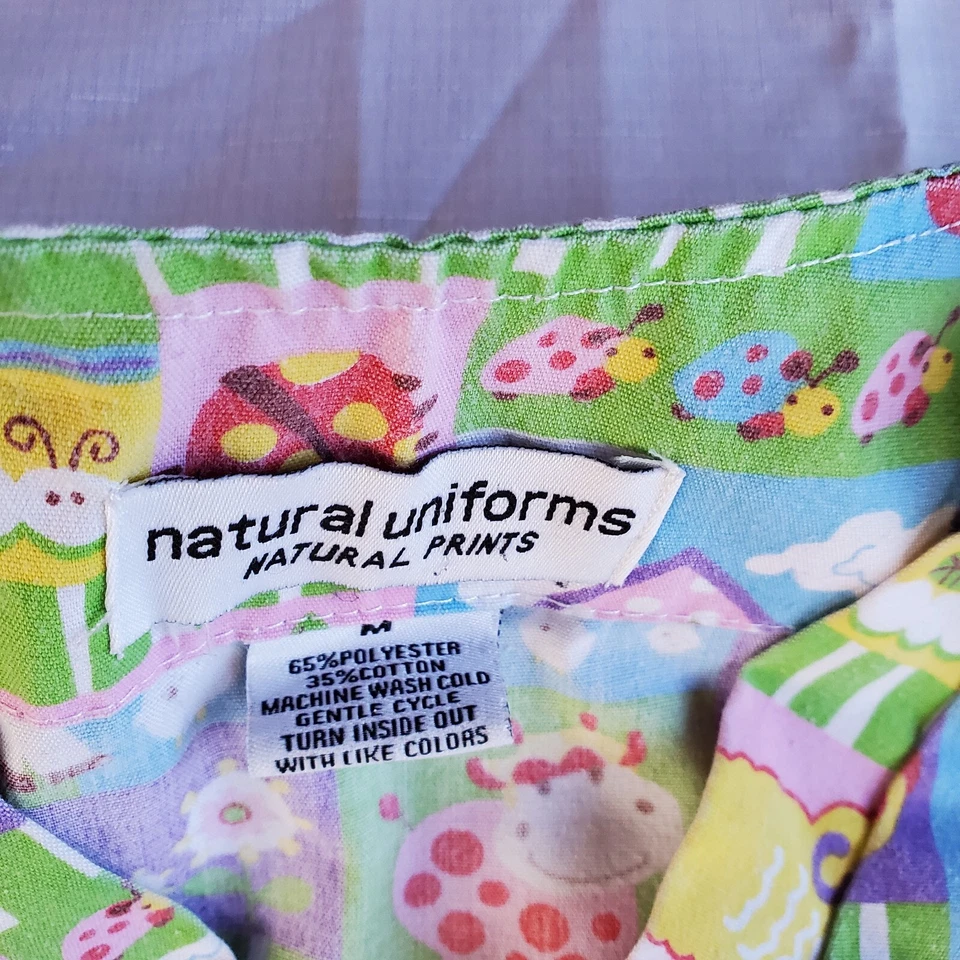 natural uniforms
NATURAL PRINTS
M
65%POLYESTER
35%COTTON
MACHINE WASH COLD
GENTLE CYCLE
TURN INSIDE OUT
WITH LIKE COLORS